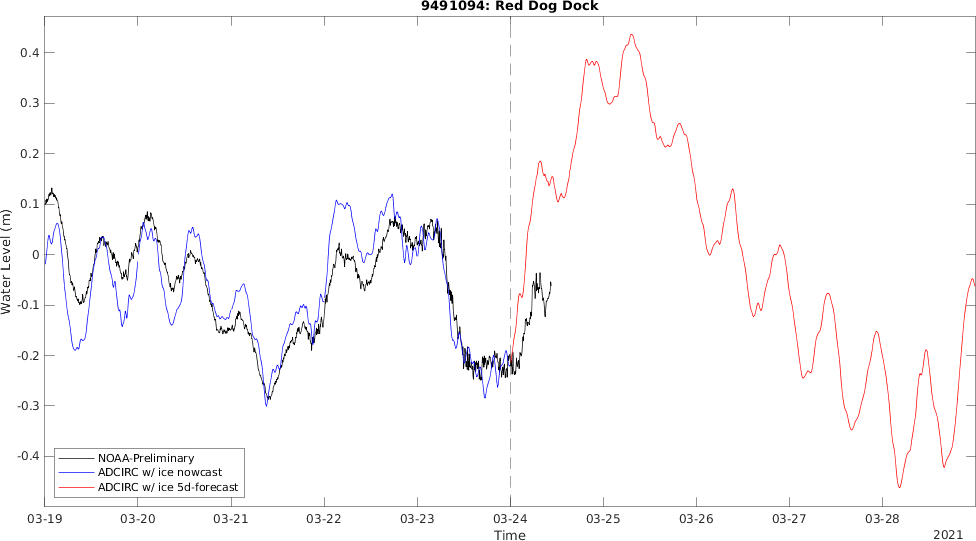 9491094: Red Dog Dock
Water Level (m)
0.4
0.3
0.2
0.1
0
-0.1
-0.2
-0.3
-0.4
NOAA-Preliminary
ADCIRC w/ ice nowcast
ADCIRC w/ ice 5d-forecast
03-19 03-20 03-21 03-22 03-23 03-24 03-25 03-26 03-27 03-28
Time
2021